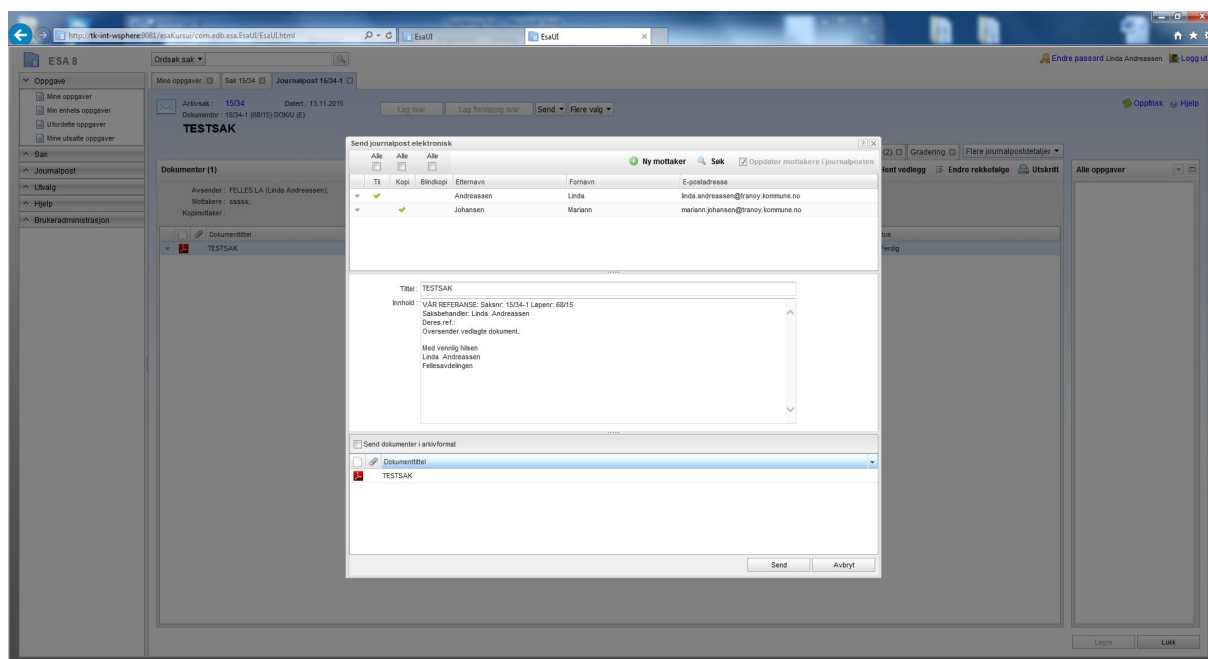 http://tk-int-wsphere:9081/esaKursui/com.edb.esa.EsaUI/EsaUI.html
EsaUI
EsaUI
ESA 8
Ordsøk sak
Endre passord Linda Andreassen Logg ut
Oppgave
Mine oppgaver
Min enhets oppgaver
Ufordelte oppgaver
Mine utsatte oppgaver
Sak
Journalpost
Utvalg
Hjelp
Brukeradministrasjon
Mine oppgaver Sak 15/34 Journalpost 15/34-1
Arkivsak : 15/34 Datert : 13.11.2015
Dokumentnr : 15/34-1 (68/15) DOK/U (E)
TESTSAK
Lag svar Lag foreløpig svar Send Flere valg
Oppfrisk Hjelp
(2) Gradering Flere journalpostdetaljer
Dokumenter (1)
Hent vedlegg Endre rekkefølge Utskrift
Alle oppgaver
Avsender : FELLES.LA (Linda Andreassen);
Mottakere : sssss;
Kopimottaker :
Dokumenttittel
tus
TESTSAK
Ferdig
Send journalpost elektronisk
Alle Alle Alle
Ny mottaker Søk Oppdater mottakere i journalposten
Til Kopi Blindkopi Etternavn Fornavn E-postadresse
Andreassen Linda linda.andreassen@tranoy.kommune.no
Johansen Mariann mariann.johansen@tranoy.kommune.no
Tittel : TESTSAK
Innhold : VÅR REFERANSE: Saksnr: 15/34-1 Løpenr: 68/15
Saksbehandler: Linda Andreassen
Deres ref.:
Oversender vedlagte dokument.
Med vennlig hilsen
Linda Andreassen
Fellesavdelingen
Send dokumenter i arkivformat
Dokumenttittel
TESTSAK
Send Avbryt
Lagre Lukk